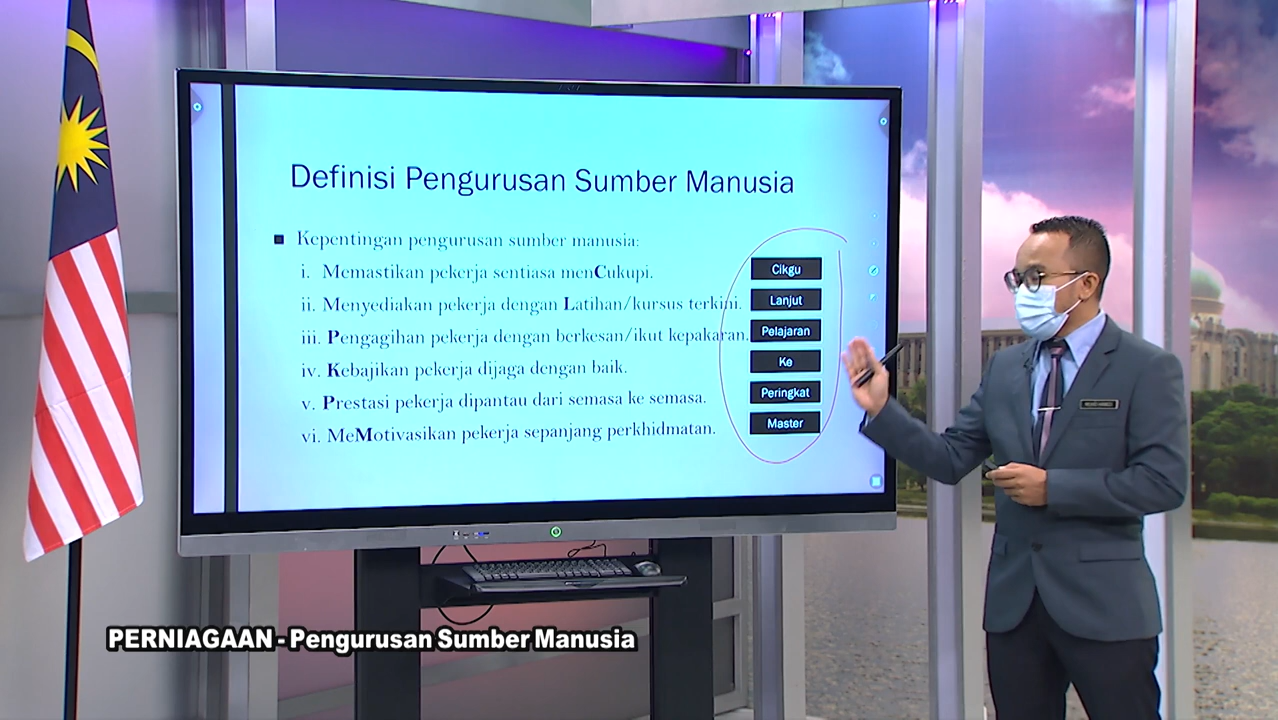 Definisi Pengurusan Sumber Manusia
Kepentingan pengurusan sumber manusia:
i. Memastikan pekerja sentiasa menCukupi.
ii. Menyediakan pekerja dengan Latihan/kursus terkini.
iii. Pengagihan pekerja dengan berkesan/ikut kepakaran.
iv. Kebajikan pekerja dijaga dengan baik.
v. Prestasi pekerja dipantau dari semasa ke semasa.
vi. MeMotivasikan pekerja sepanjang perkhidmatan.
Cikgu
Lanjut
Pelajaran
Ke
Peringkat
Master
PERNIAGAAN - Pengurusan Sumber Manusia